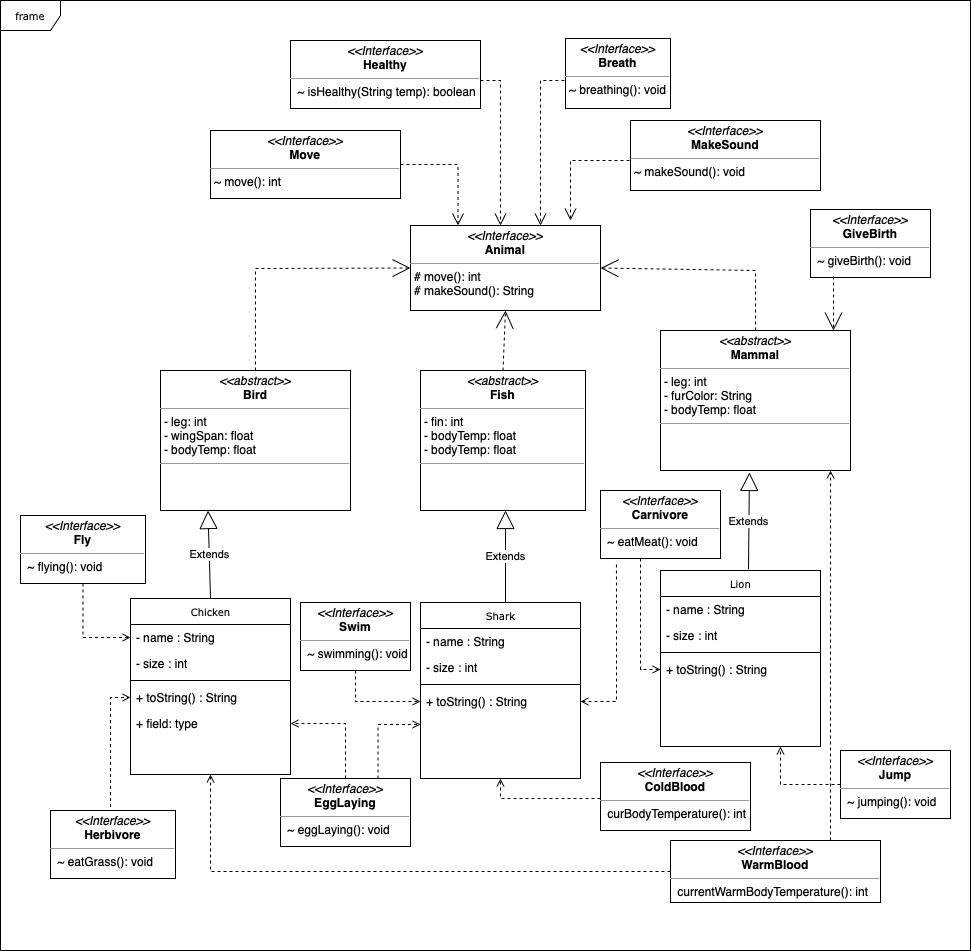 frame
<<Interface>>
Healthy
~ isHealthy(String temp): boolean
<<Interface>>
Breath
~ breathing(): void
<<Interface>>
Move
~ move(): int
<<Interface>>
MakeSound
~ makeSound(): void
<<Interface>>
Animal
# move(): int
# makeSound(): String
<<Interface>>
GiveBirth
~ giveBirth(): void
<<abstract>>
Bird
- leg: int
- wingSpan: float
- bodyTemp: float
<<abstract>>
Fish
- fin: int
- bodyTemp: float
- bodyTemp: float
<<abstract>>
Mammal
- leg: int
- furColor: String
- bodyTemp: float
Extends
Extends
Extends
<<Interface>>
Fly
~ flying(): void
<<Interface>>
Carnivore
~ eatMeat(): void
Chicken
- name : String
- size : int
+ toString() : String
+ field: type
<<Interface>>
Swim
~ swimming(): void
Shark
- name : String
- size : int
+ toString() : String
Lion
- name : String
- size : int
+ toString() : String
<<Interface>>
Herbivore
~ eatGrass(): void
<<Interface>>
EggLaying
~ eggLaying(): void
<<Interface>>
ColdBlood
curBodyTemperature(): int
<<Interface>>
Jump
~ jumping(): void
<<Interface>>
WarmBlood
currentWarmBodyTemperature(): int